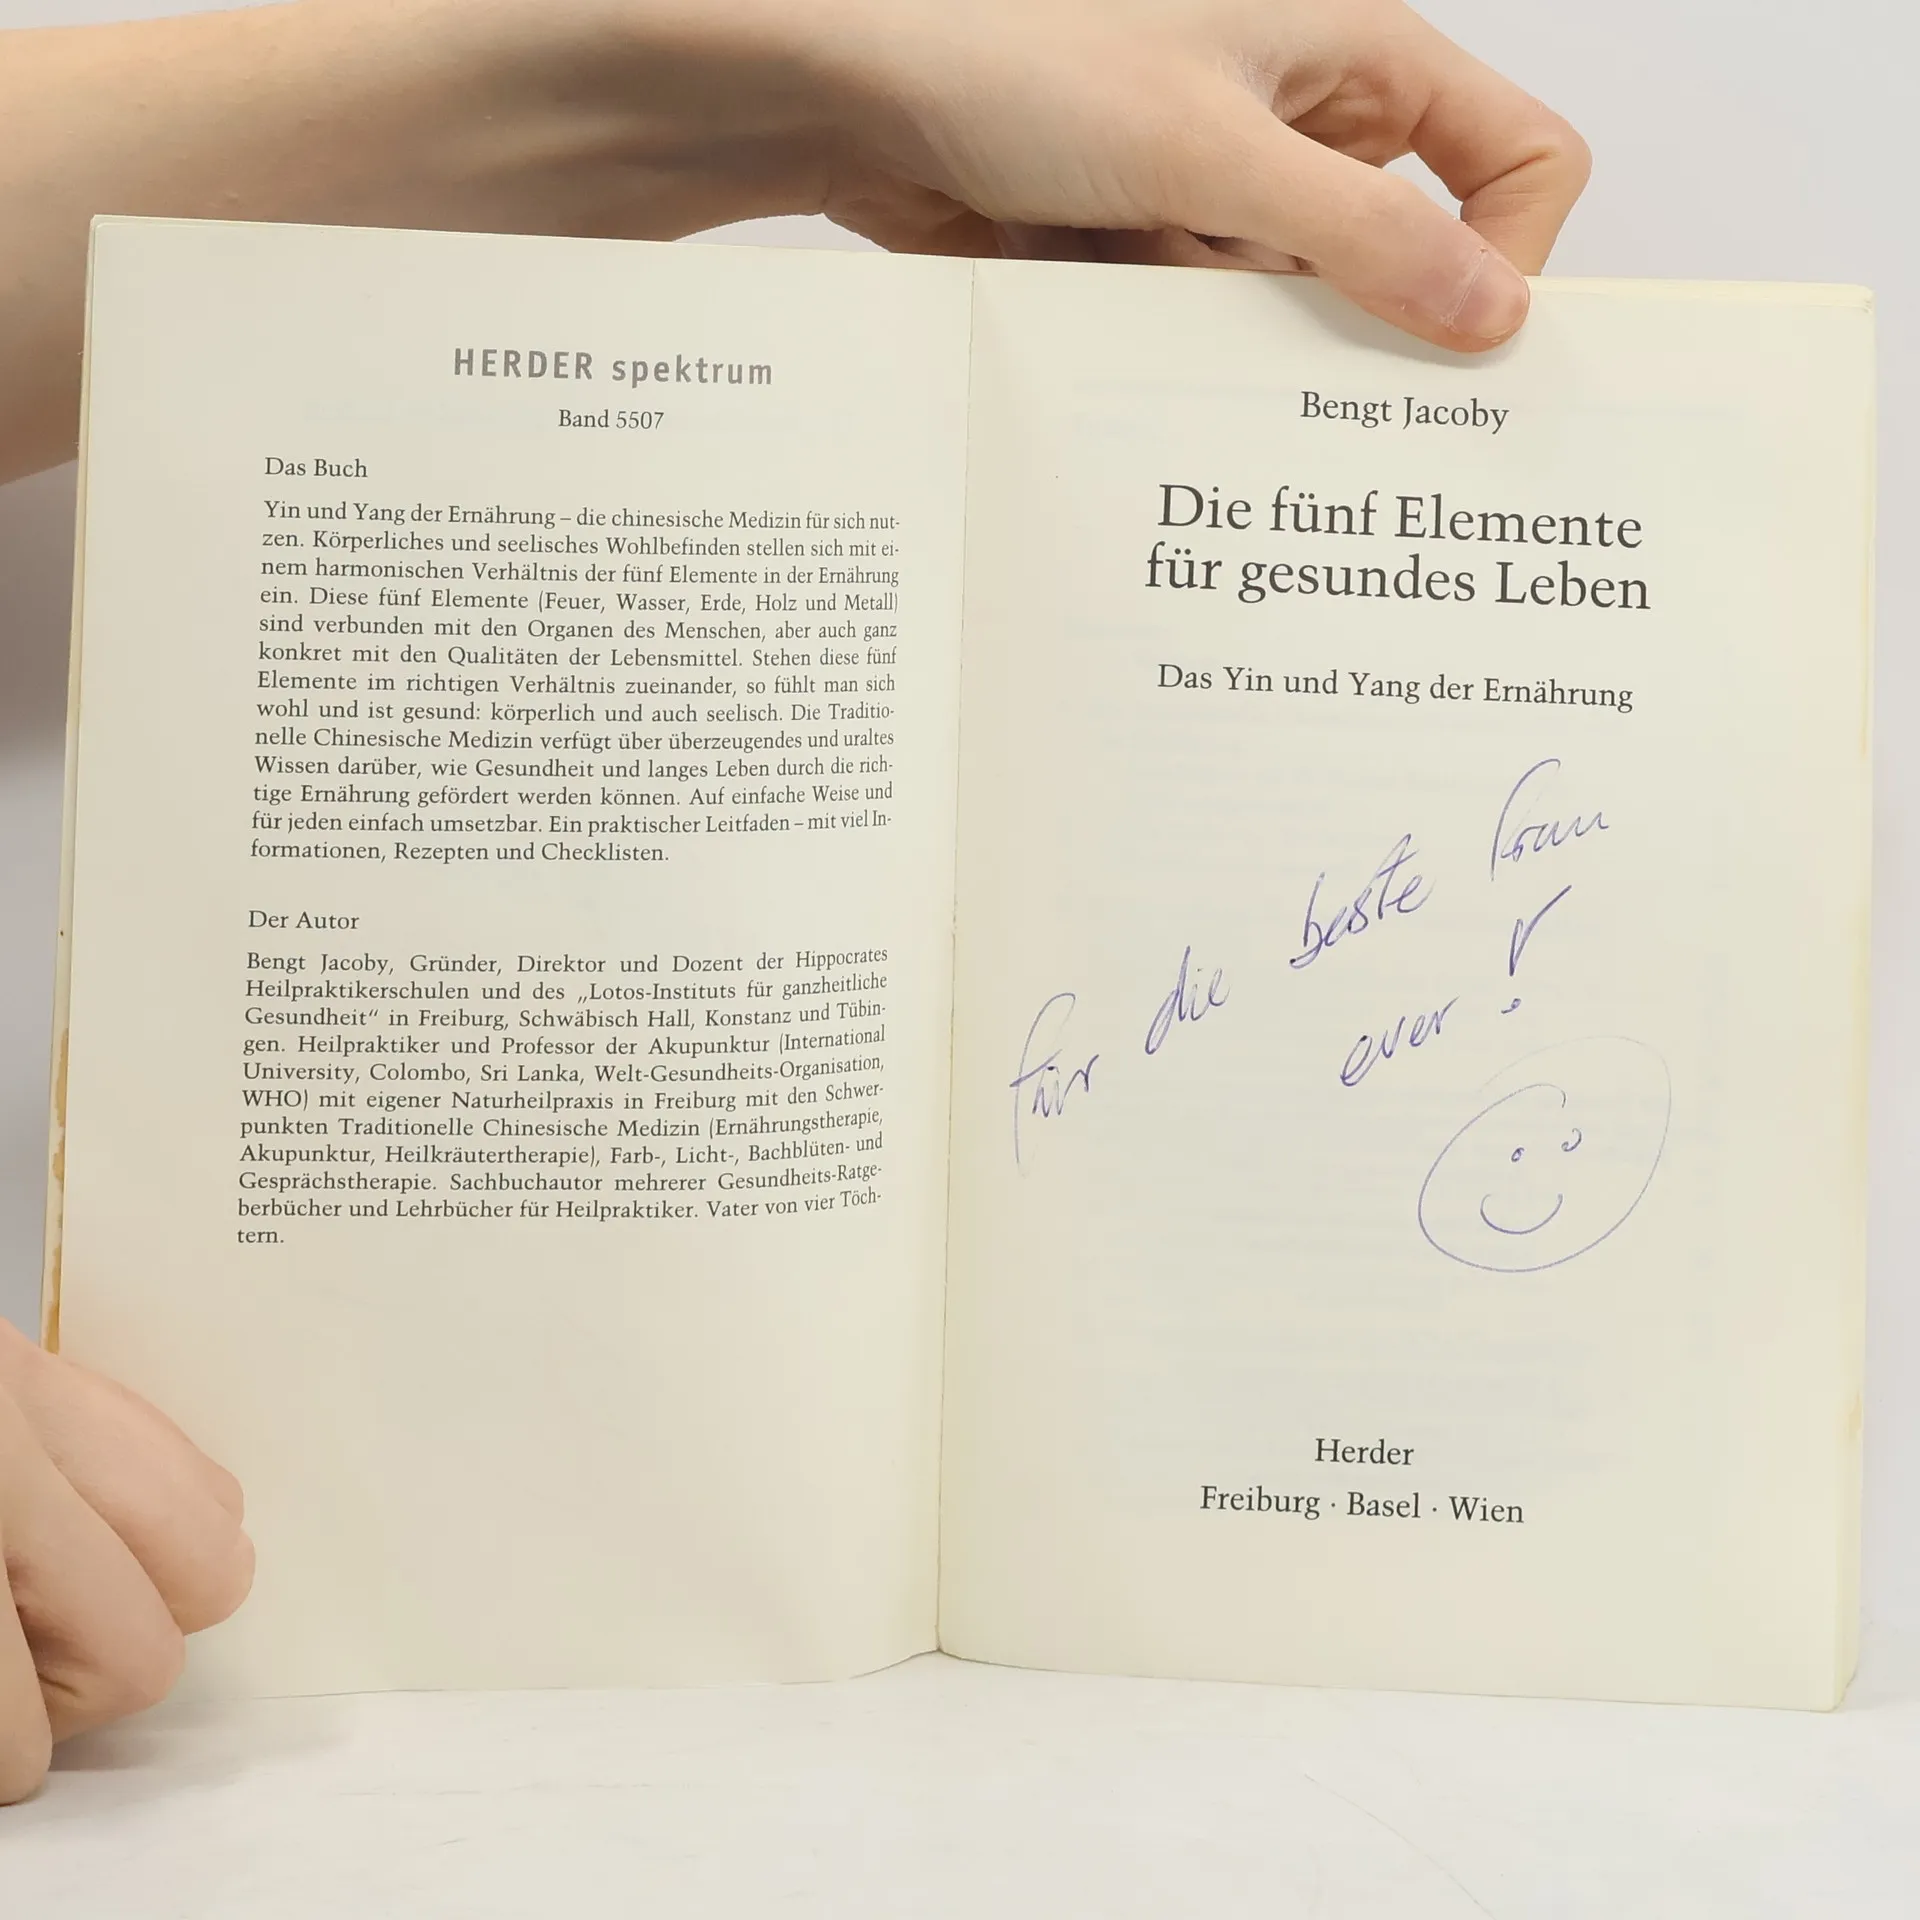 HERDER spektrum
Band 5507
Das Buch
Yin und Yang der Ernährung – die chinesische Medizin für sich nut-
zen. Körperliches und seelisches Wohlbefinden stellen sich mit ei-
nem harmonischen Verhältnis der fünf Elemente in der Ernährung
ein. Diese fünf Elemente (Feuer, Wasser, Erde, Holz und Metall)
sind verbunden mit den Organen des Menschen, aber auch ganz
konkret mit den Qualitäten der Lebensmittel. Stehen diese fünf
Elemente im richtigen Verhältnis zueinander, so fühlt man sich
wohl und ist gesund: körperlich und auch seelisch. Die Traditio-
nelle Chinesische Medizin verfügt über überzeugendes und uraltes
Wissen darüber, wie Gesundheit und langes Leben durch die rich-
tige Ernährung gefördert werden können. Auf einfache Weise und
für jeden einfach umsetzbar. Ein praktischer Leitfaden – mit viel In-
formationen, Rezepten und Checklisten.
Der Autor
Bengt Jacoby, Gründer, Direktor und Dozent der Hippocrates
Heilpraktikerschulen und des „Lotos-Instituts für ganzheitliche
Gesundheit“ in Freiburg, Schwäbisch Hall, Konstanz und Tübin-
gen. Heilpraktiker und Professor der Akupunktur (International
University, Colombo, Sri Lanka, Welt-Gesundheits-Organisation,
WHO) mit eigener Naturheilpraxis in Freiburg mit den Schwer-
punkten Traditionelle Chinesische Medizin (Ernährungstherapie,
Akupunktur, Heilkräutertherapie), Farb-, Licht-, Bachblüten- und
Gesprächstherapie. Sachbuchautor mehrerer Gesundheits-Ratge-
berbücher und Lehrbücher für Heilpraktiker. Vater von vier Töch-
tern.
Bengt Jacoby
Die fünf Elemente
für gesundes Leben
Das Yin und Yang der Ernährung
für die beste Frau
ever!
Herder
Freiburg · Basel · Wien